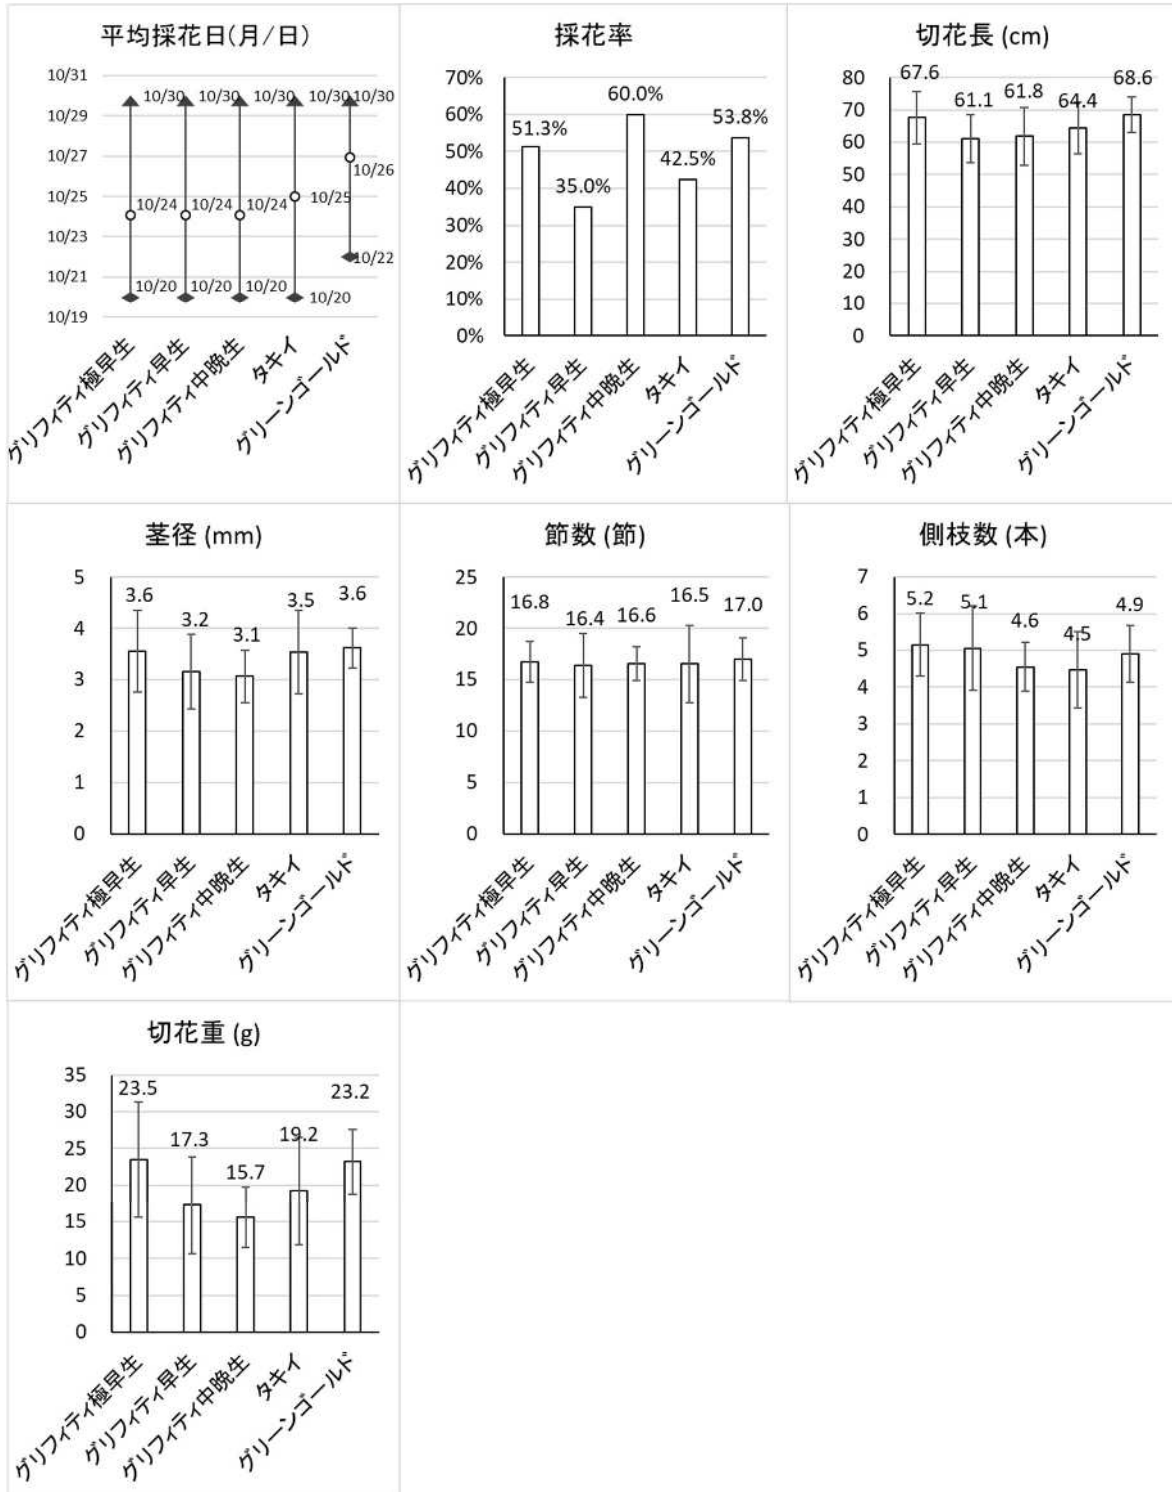 平均採花日(月/日)
10/31
10/29
10/27
10/25
10/23
10/21
10/19
10/30
10/30
10/30
10/30
10/30
10/24
10/24
10/24
10/25
10/26
10/20
10/20
10/20
10/20
10/22
グリフィティ極早生
グリフィティ早生
グリフィティ中晩生
タキイ
グリーンゴールド
採花率
70%
60%
50%
40%
30%
20%
10%
0%
51.3%
35.0%
60.0%
42.5%
53.8%
グリフィティ極早生
グリフィティ早生
グリフィティ中晩生
タキイ
グリーンゴールド
切花長 (cm)
80
70
60
50
40
30
20
10
0
67.6
61.1
61.8
64.4
68.6
グリフィティ極早生
グリフィティ早生
グリフィティ中晩生
タキイ
グリーンゴールド
茎径 (mm)
5
4
3
2
1
0
3.6
3.2
3.1
3.5
3.6
グリフィティ極早生
グリフィティ早生
グリフィティ中晩生
タキイ
グリーンゴールド
節数 (節)
25
20
15
10
5
0
16.8
16.4
16.6
16.5
17.0
グリフィティ極早生
グリフィティ早生
グリフィティ中晩生
タキイ
グリーンゴールド
側枝数 (本)
7
6
5
4
3
2
1
0
5.2
5.1
4.6
4.5
4.9
グリフィティ極早生
グリフィティ早生
グリフィティ中晩生
タキイ
グリーンゴールド
切花重 (g)
35
30
25
20
15
10
5
0
23.5
17.3
15.7
19.2
23.2
グリフィティ極早生
グリフィティ早生
グリフィティ中晩生
タキイ
グリーンゴールド